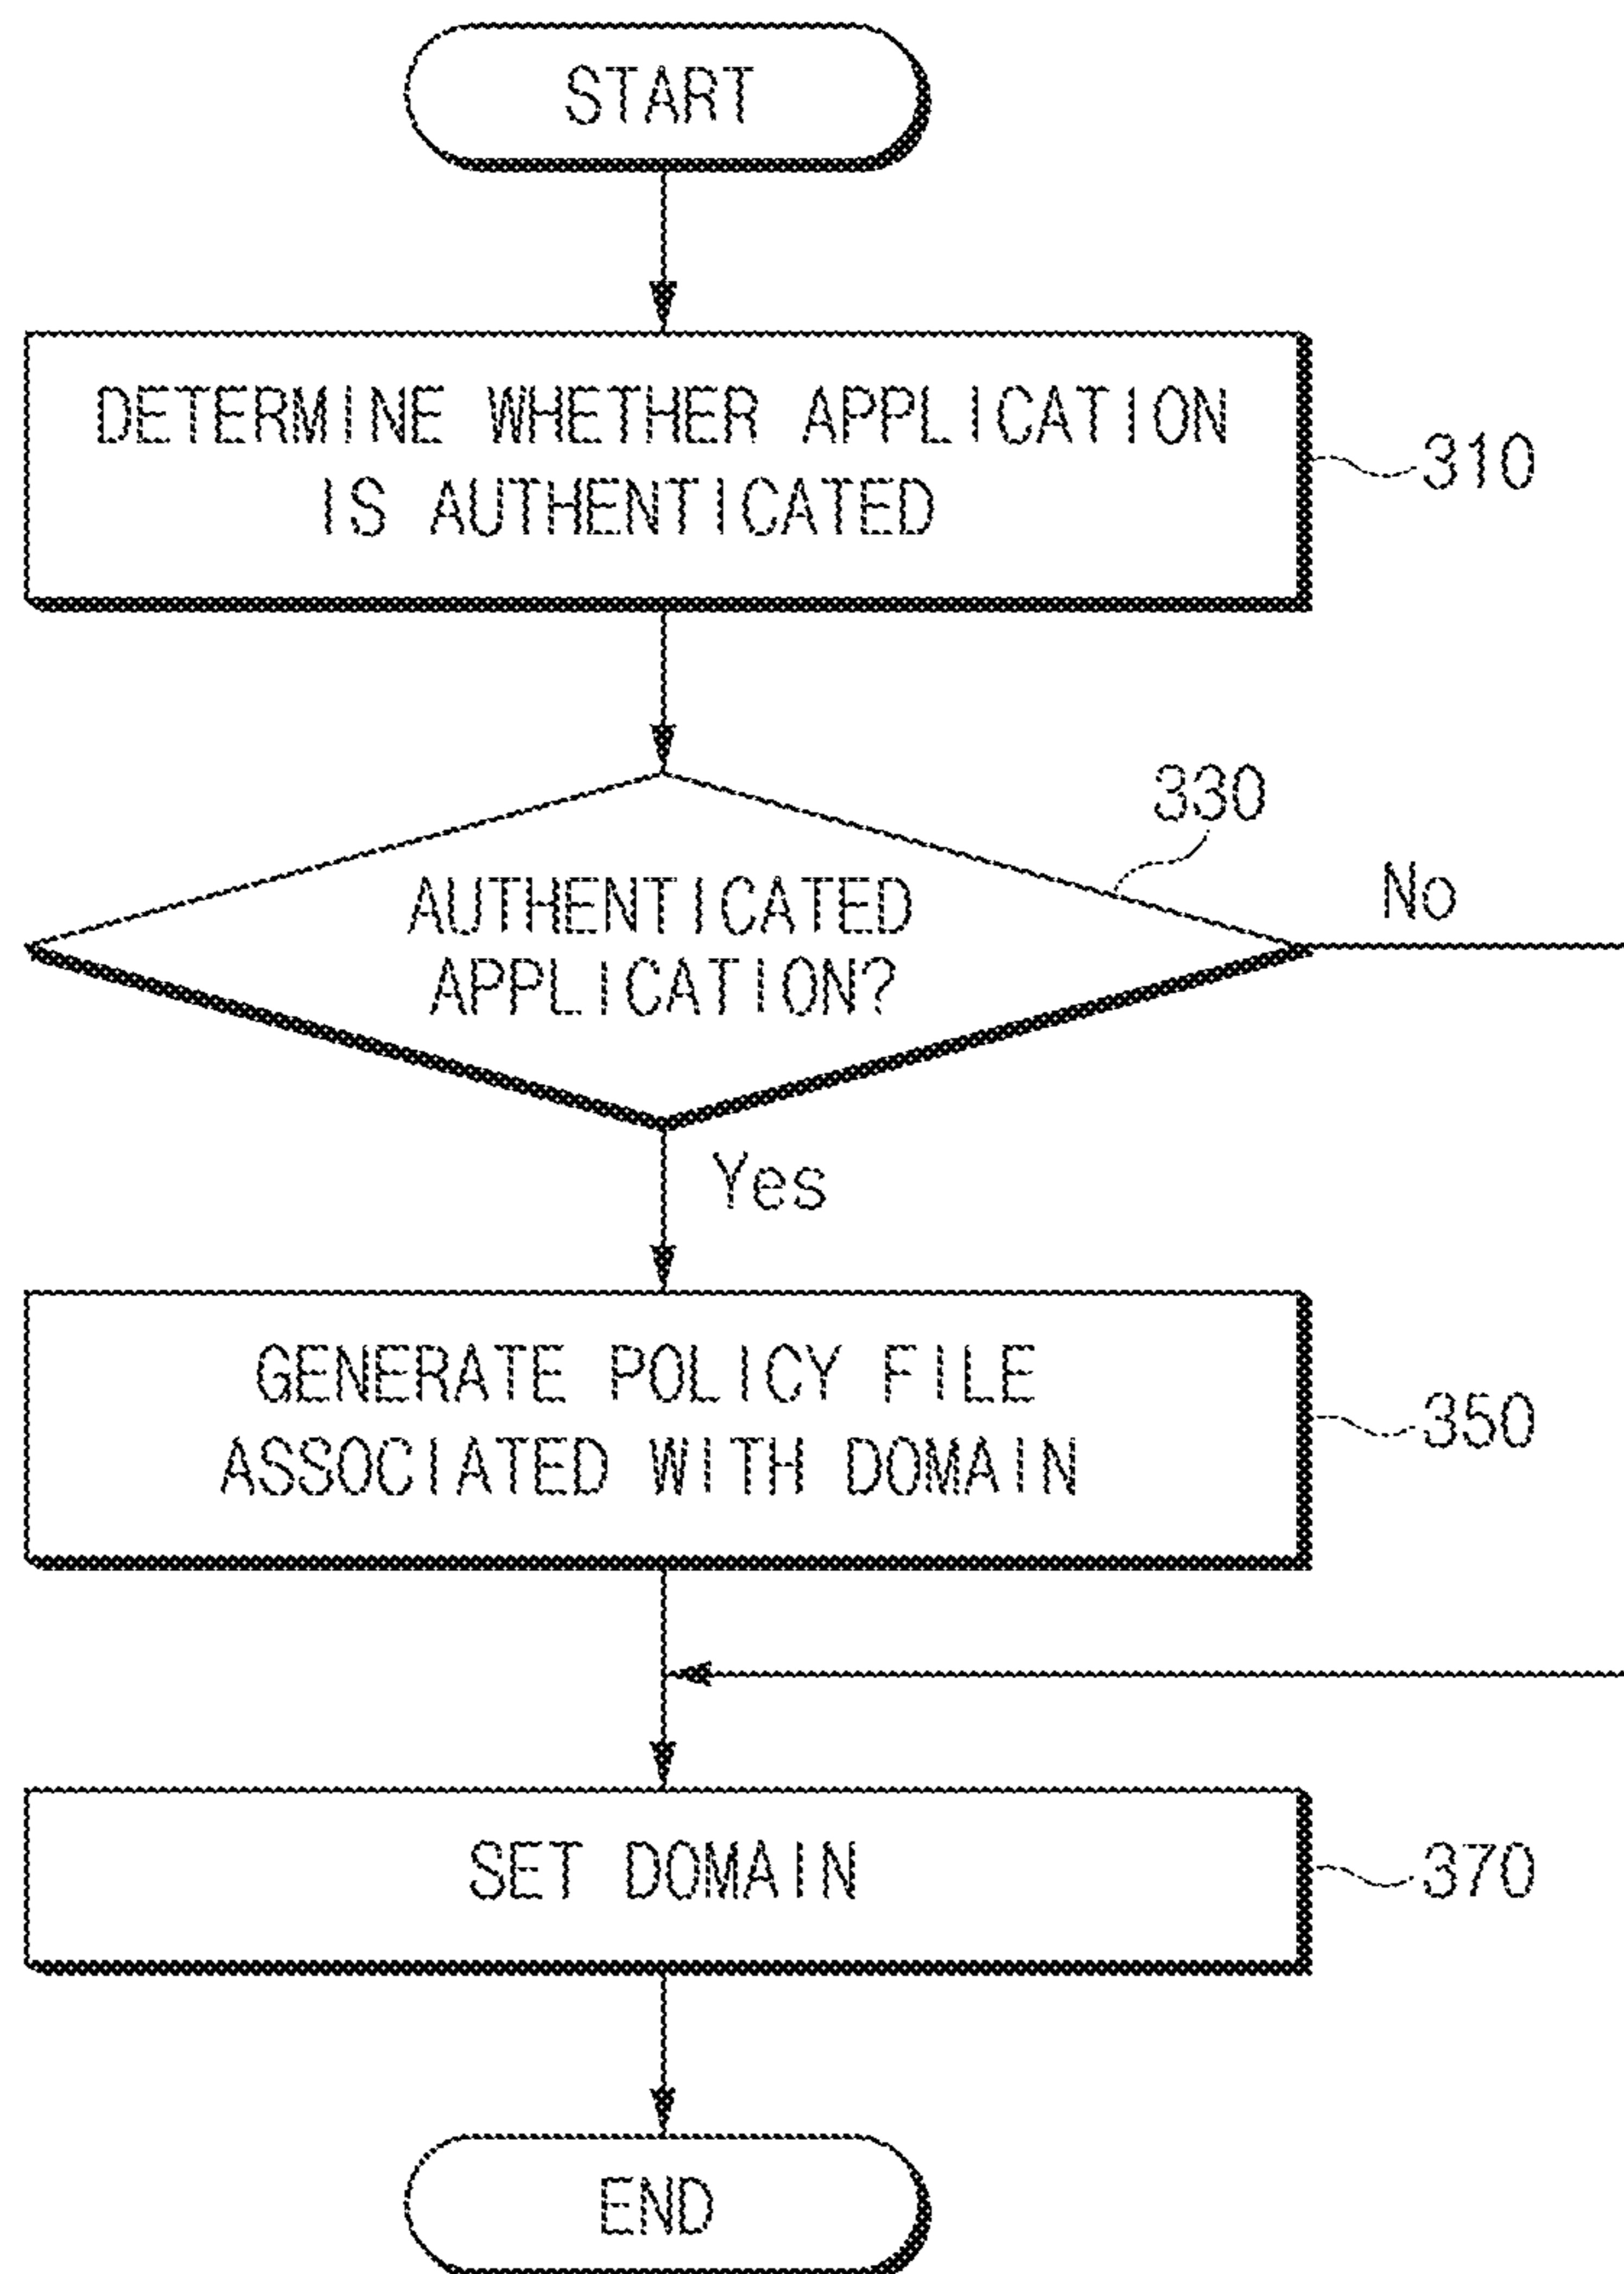 START
DETERMINE WHETHER APPLICATION
IS AUTHENTICATED
310
330
No
AUTHENTICATED
APPLICATION?
Yes
GENERATE POLICY FILE
ASSOCIATED WITH DOMAIN
350
SET DOMAIN
370
END